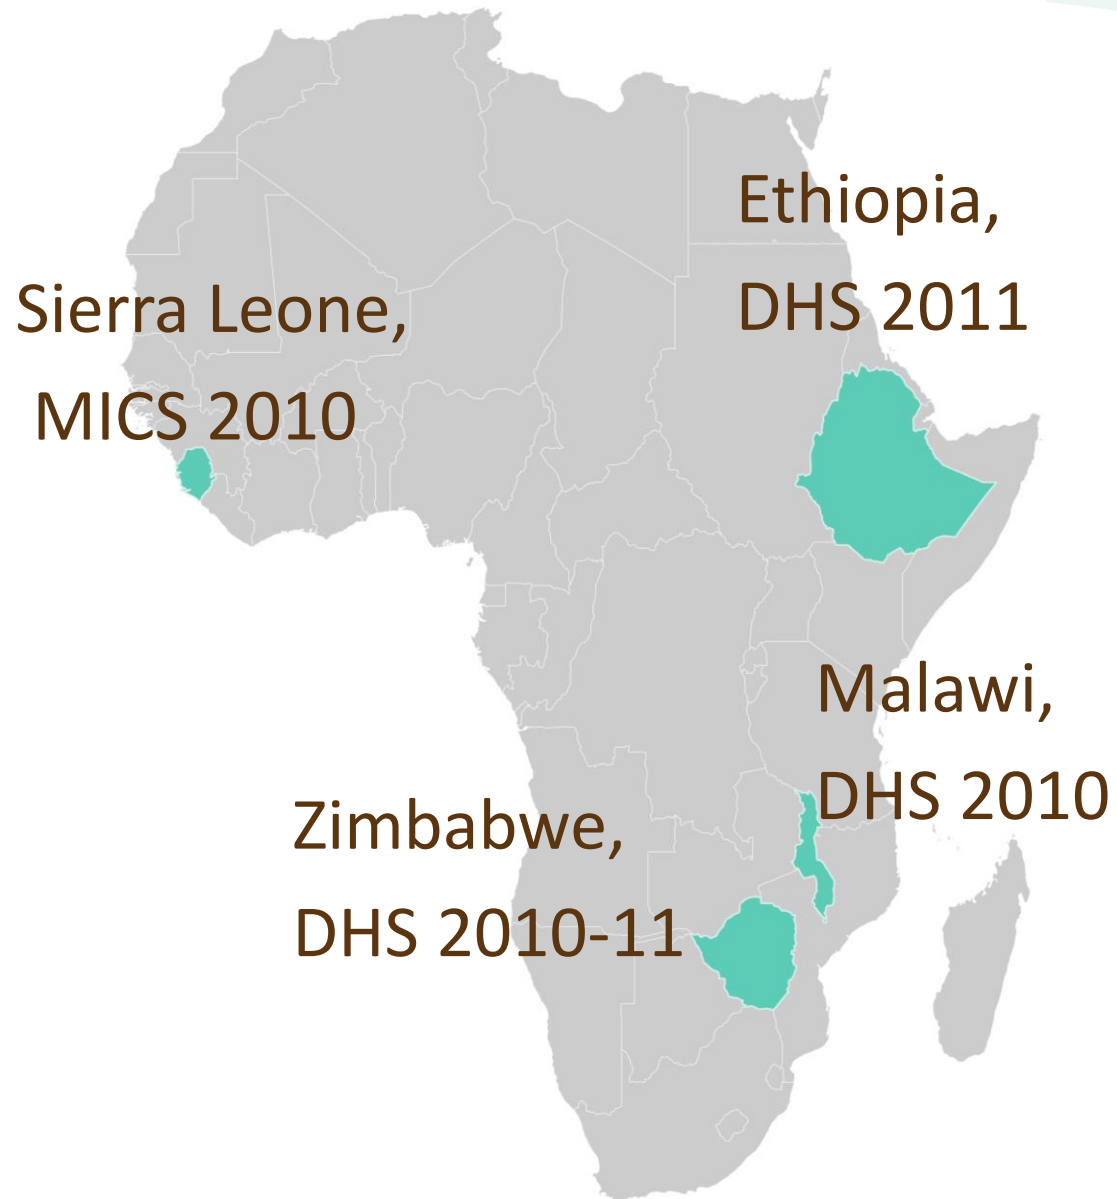 Ethiopia,
DHS 2011
Sierra Leone,
MICS 2010
Malawi,
DHS 2010
Zimbabwe,
DHS 2010-11